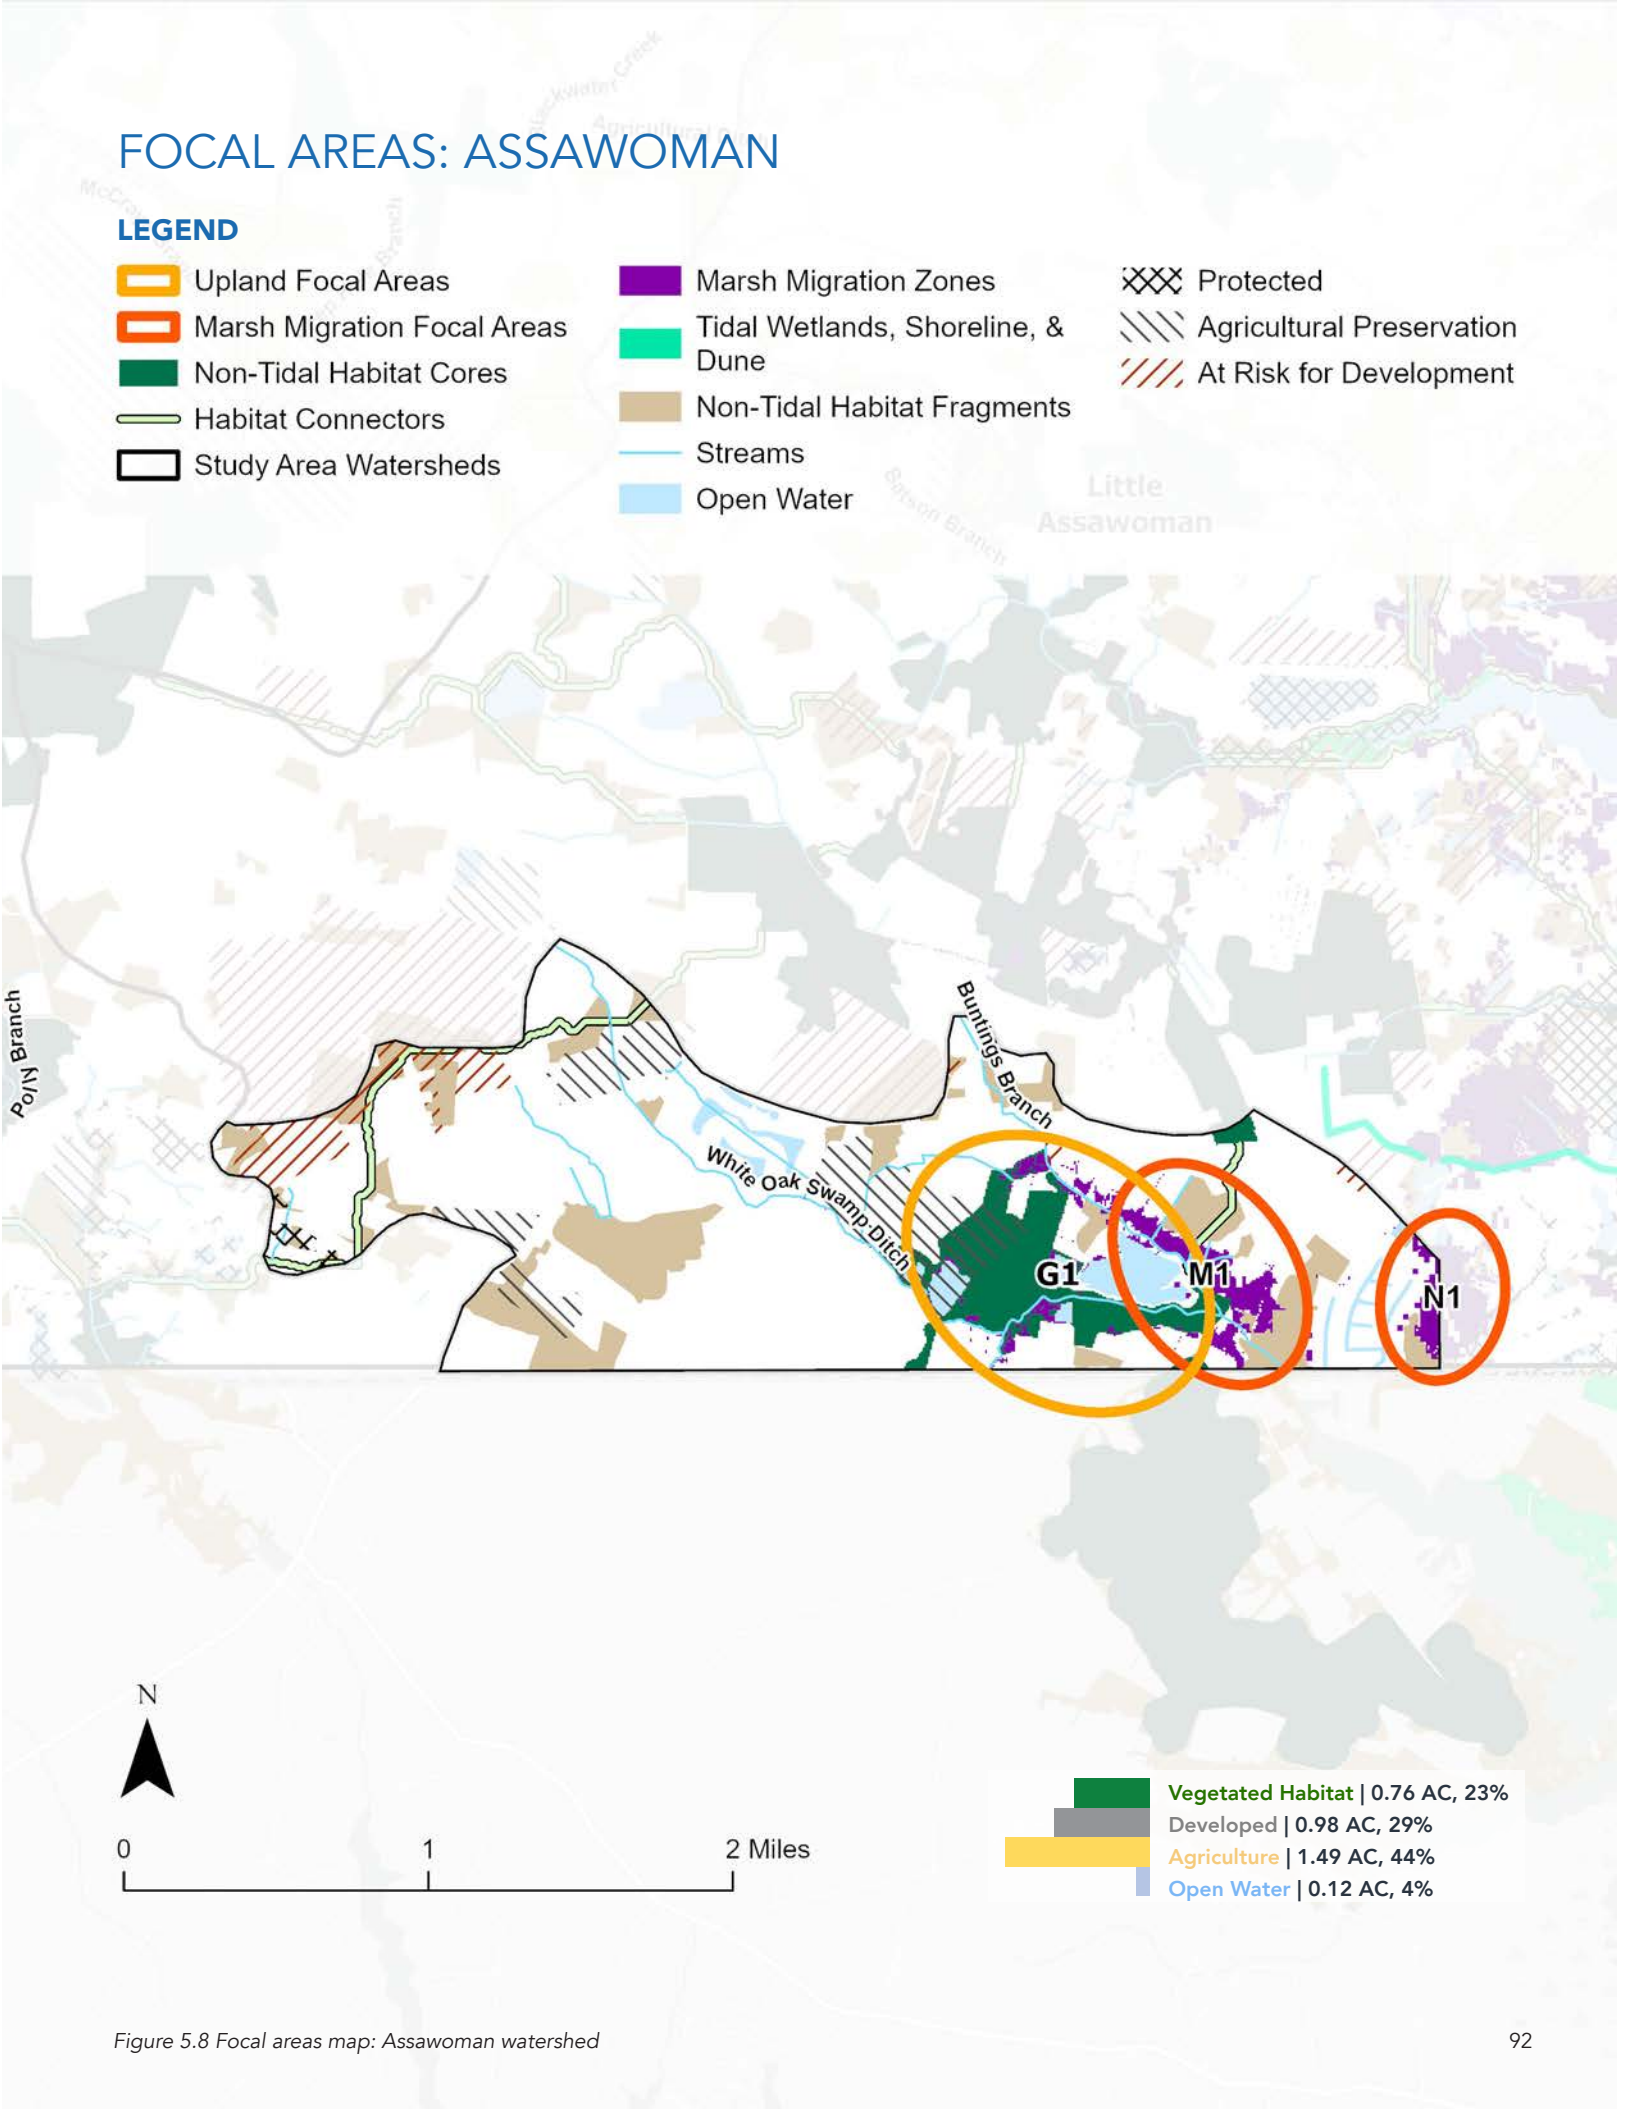 FOCAL AREAS: ASSAWOMAN
LEGEND
Upland Focal Areas
Marsh Migration Focal Areas
Non-Tidal Habitat Cores
Habitat Connectors
Study Area Watersheds
Marsh Migration Zones
Tidal Wetlands, Shoreline, &
Dune
Non-Tidal Habitat Fragments
Streams
Open Water
Protected
Agricultural Preservation
At Risk for Development
Blackwater Creek
Batson Branch
Little
Assawoman
Polly Branch
Buntings Branch
White Oak Swamp Ditch
G1
M1
N1
N
0 1 2 Miles
Vegetated Habitat | 0.76 AC, 23%
Developed | 0.98 AC, 29%
Agriculture | 1.49 AC, 44%
Open Water | 0.12 AC, 4%
Figure 5.8 Focal areas map: Assawoman watershed
92